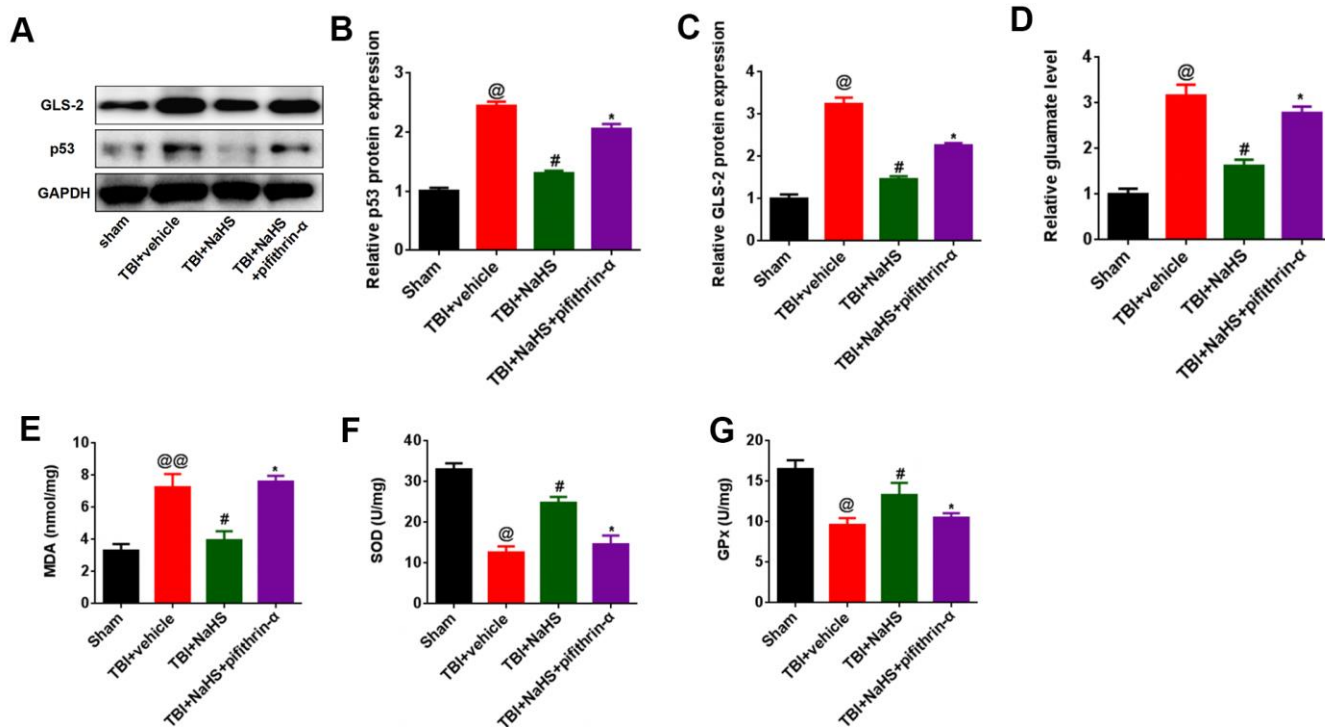 A
GLS-2
p53
GAPDH
sham
TBI+vehicle
TBI+NaHS
TBI+NaHS
+pifithrin-α
B
Relative p53 protein expression
3
2
1
0
@
#
*
Sham
TBI+vehicle
TBI+NaHS
TBI+NaHS+pifithrin-α
C
Relative GLS-2 protein expression
4
3
2
1
0
@
#
*
Sham
TBI+vehicle
TBI+NaHS
TBI+NaHS+pifithrin-α
D
Relative gluamate level
4
3
2
1
0
@
#
*
Sham
TBI+vehicle
TBI+NaHS
TBI+NaHS+pifithrin-α
E
MDA (nmol/mg)
10
8
6
4
2
0
@@
#
*
Sham
TBI+vehicle
TBI+NaHS
TBI+NaHS+pifithrin-α
F
SOD (U/mg)
40
30
20
10
0
@
#
*
Sham
TBI+vehicle
TBI+NaHS
TBI+NaHS+pifithrin-α
G
GPx (U/mg)
20
15
10
5
0
@
#
*
Sham
TBI+vehicle
TBI+NaHS
TBI+NaHS+pifithrin-α